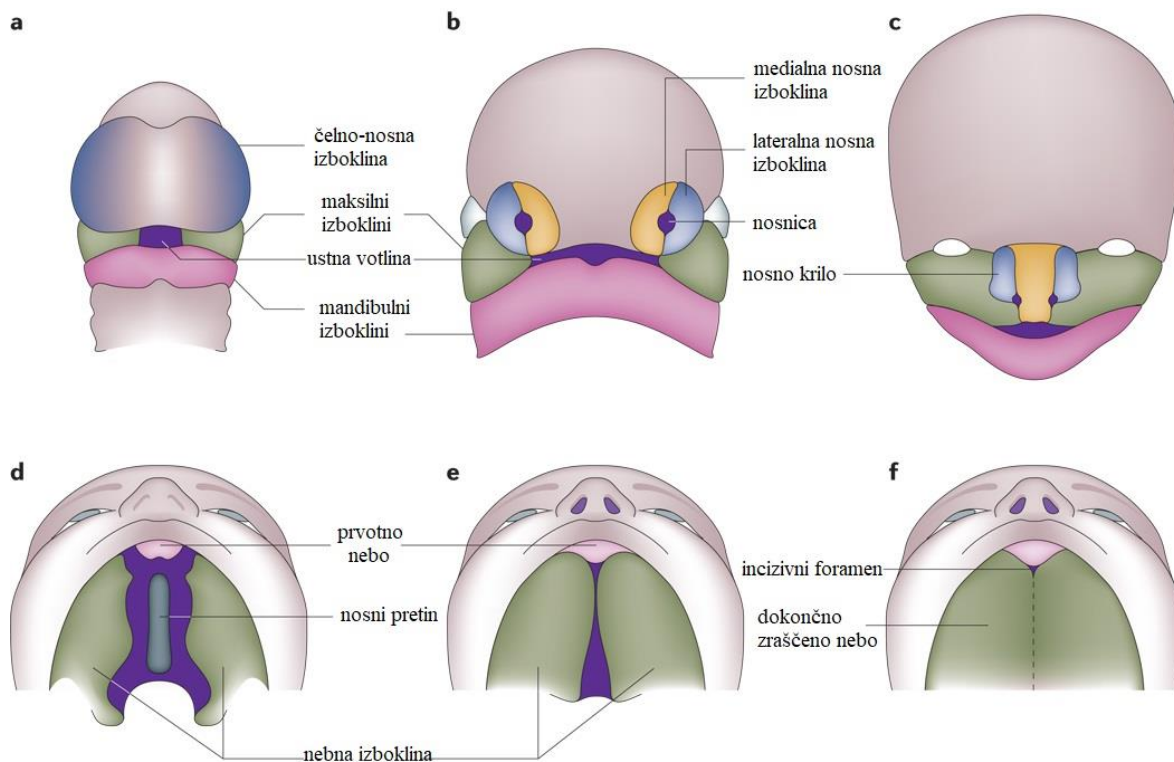 a
b
c
čelno-nosna
izboklina
maksilni
izboklini
ustna votlina
mandibulni
izboklini
medialna nosna
izboklina
lateralna nosna
izboklina
nosnica
nosno krilo
d
e
f
prvotno
nebo
nosni pretin
nebna izboklina
incizivni foramen
dokončno
zraščeno nebo